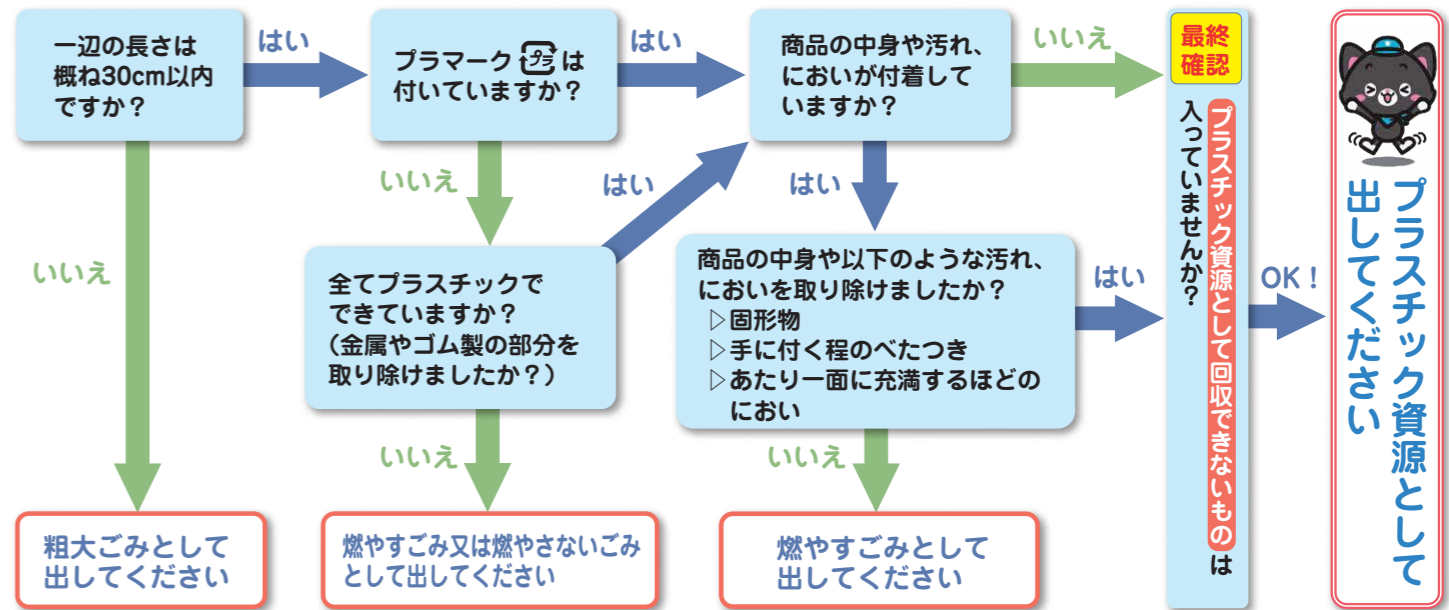 一辺の長さは
概ね30cm以内
ですか？
はい
いいえ
粗大ごみとして
出してください
プラマーク プラ は
付いていますか？
はい
いいえ
全てプラスチックで
できていますか？
（金属やゴム製の部分を
取り除けましたか？）
はい
いいえ
燃やすごみ又は燃やさないごみ
として出してください
商品の中身や汚れ、
においが付着して
いますか？
いいえ
はい
商品の中身や以下のような汚れ、
においを取り除けましたか？
▷固形物
▷手に付く程のべたつき
▷あたり一面に充満するほどの
におい
はい
いいえ
燃やすごみとして
出してください
最終
確認
プラスチック資源として回収できないものは
入っていませんか？
OK！
プラスチック資源として
出してください